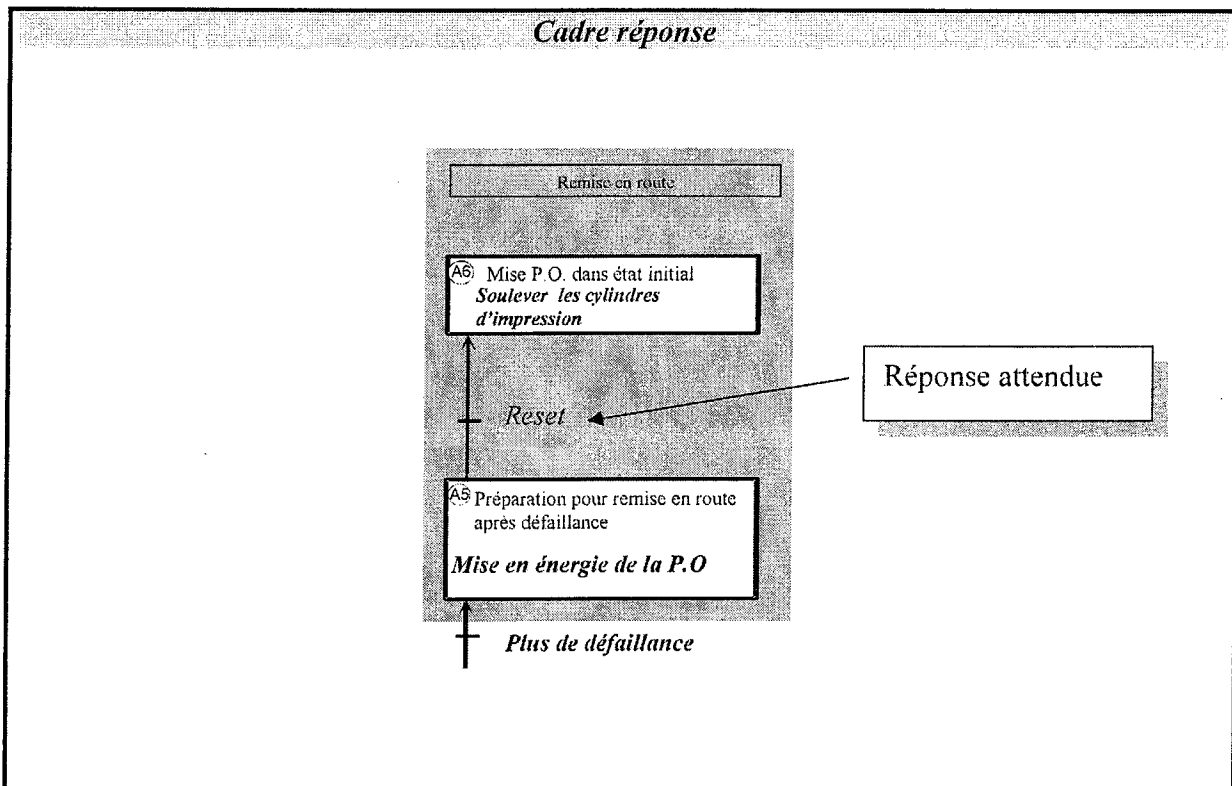 Cadre réponse
Remise en route
A6 Mise P.O. dans état initial
Soulever les cylindres
d'impression
Réponse attendue
Reset
A5 Préparation pour remise en route
après défaillance
Mise en énergie de la P.O
Plus de défaillance